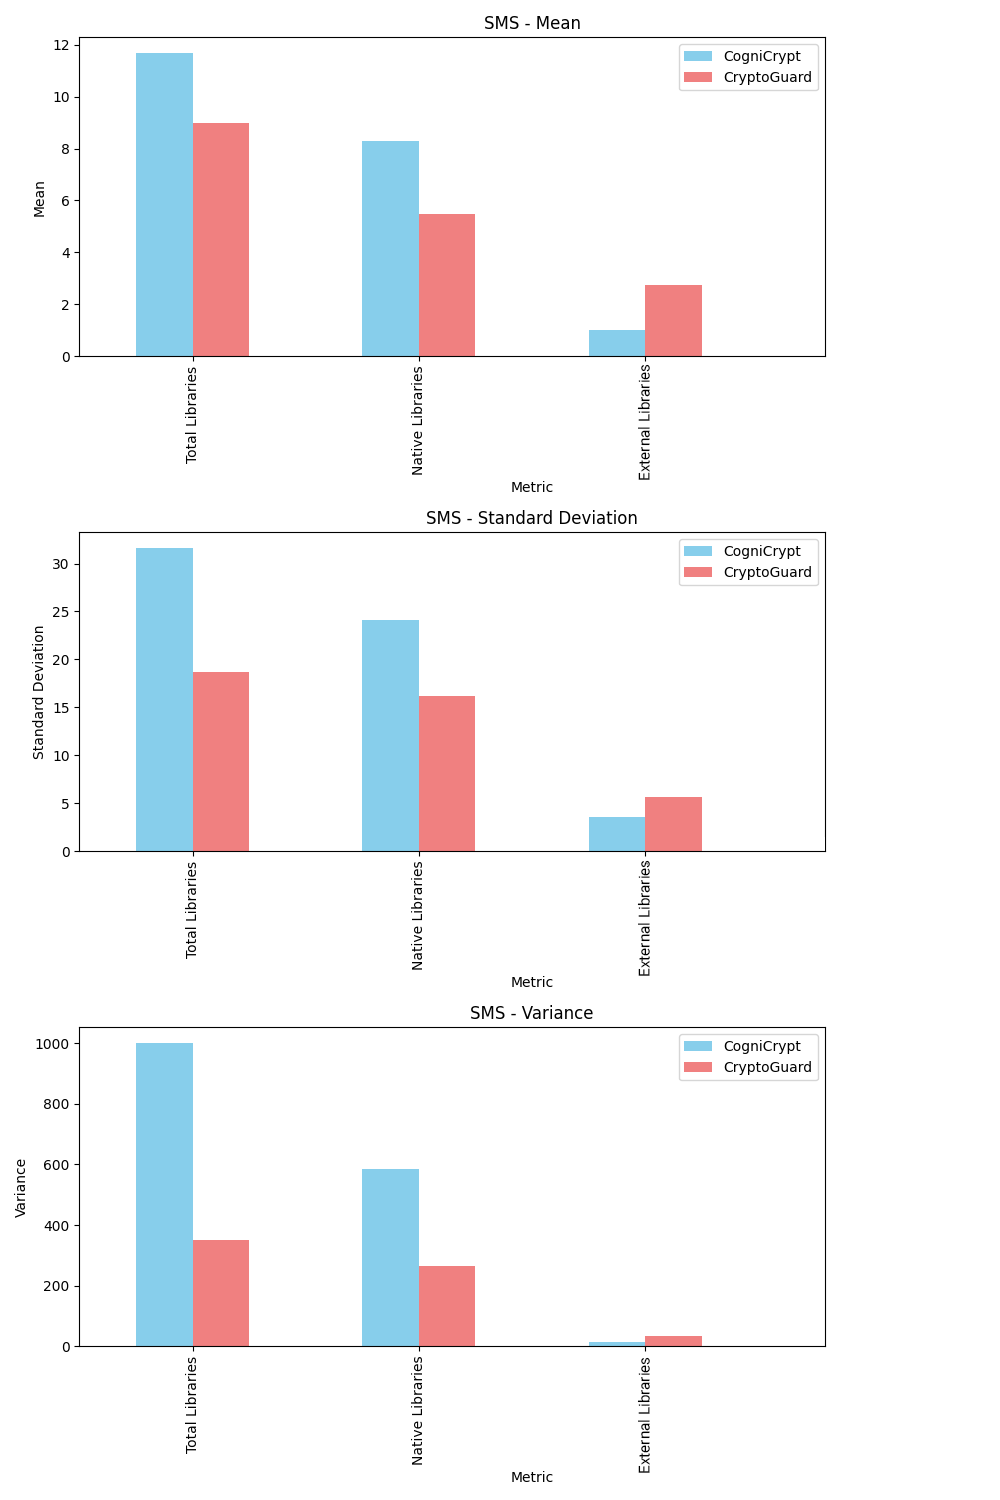 SMS - Mean
12
10
8
6
4
2
0
Mean
CogniCrypt
CryptoGuard
Total Libraries
Native Libraries
External Libraries
Metric
SMS - Standard Deviation
30
25
20
15
10
5
0
Standard Deviation
CogniCrypt
CryptoGuard
Total Libraries
Native Libraries
External Libraries
Metric
SMS - Variance
1000
800
600
400
200
0
Variance
CogniCrypt
CryptoGuard
Total Libraries
Native Libraries
External Libraries
Metric